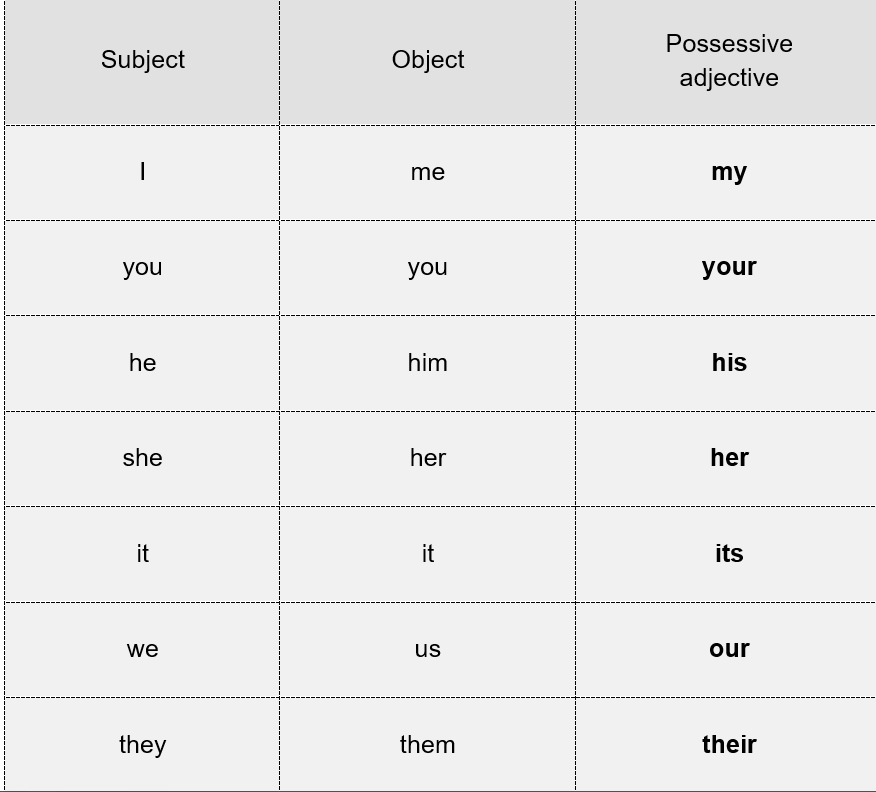 Subject Object Possessive
adjective
I me my
you you your
he him his
she her her
it it its
we us our
they them their